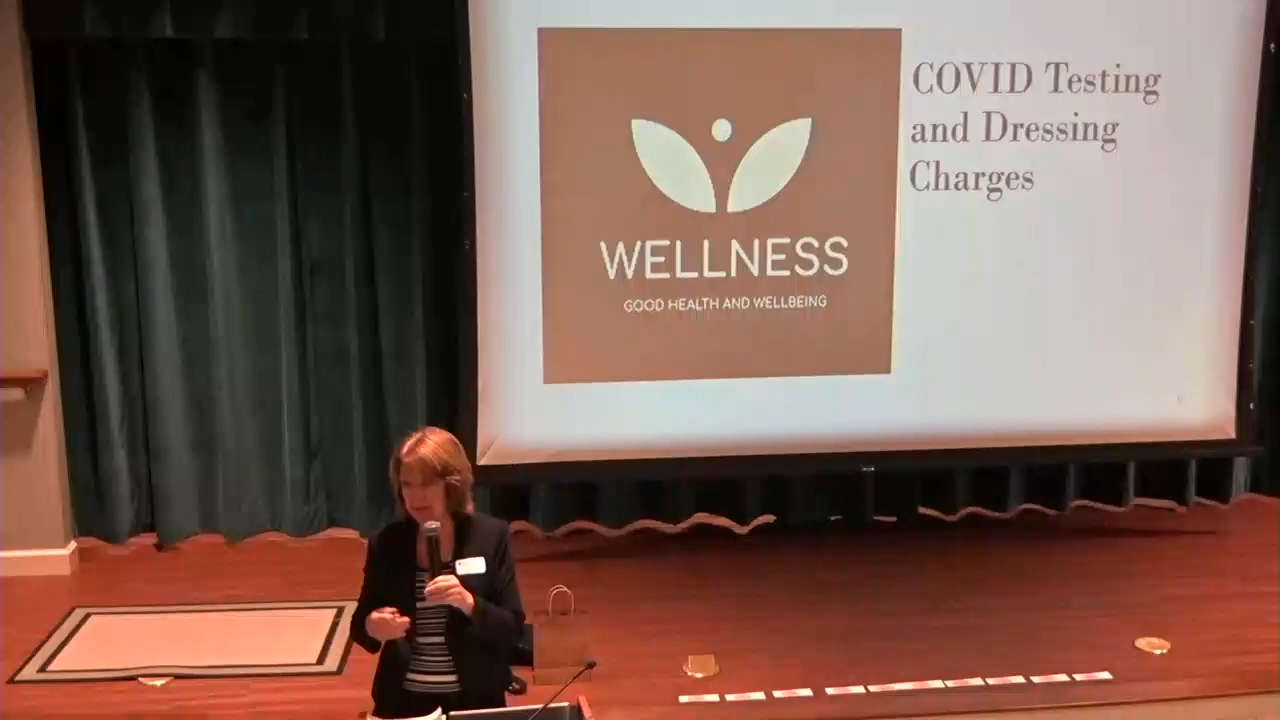 WELLNESS
GOOD HEALTH AND WELLBEING
COVID Testing
and Dressing
Charges